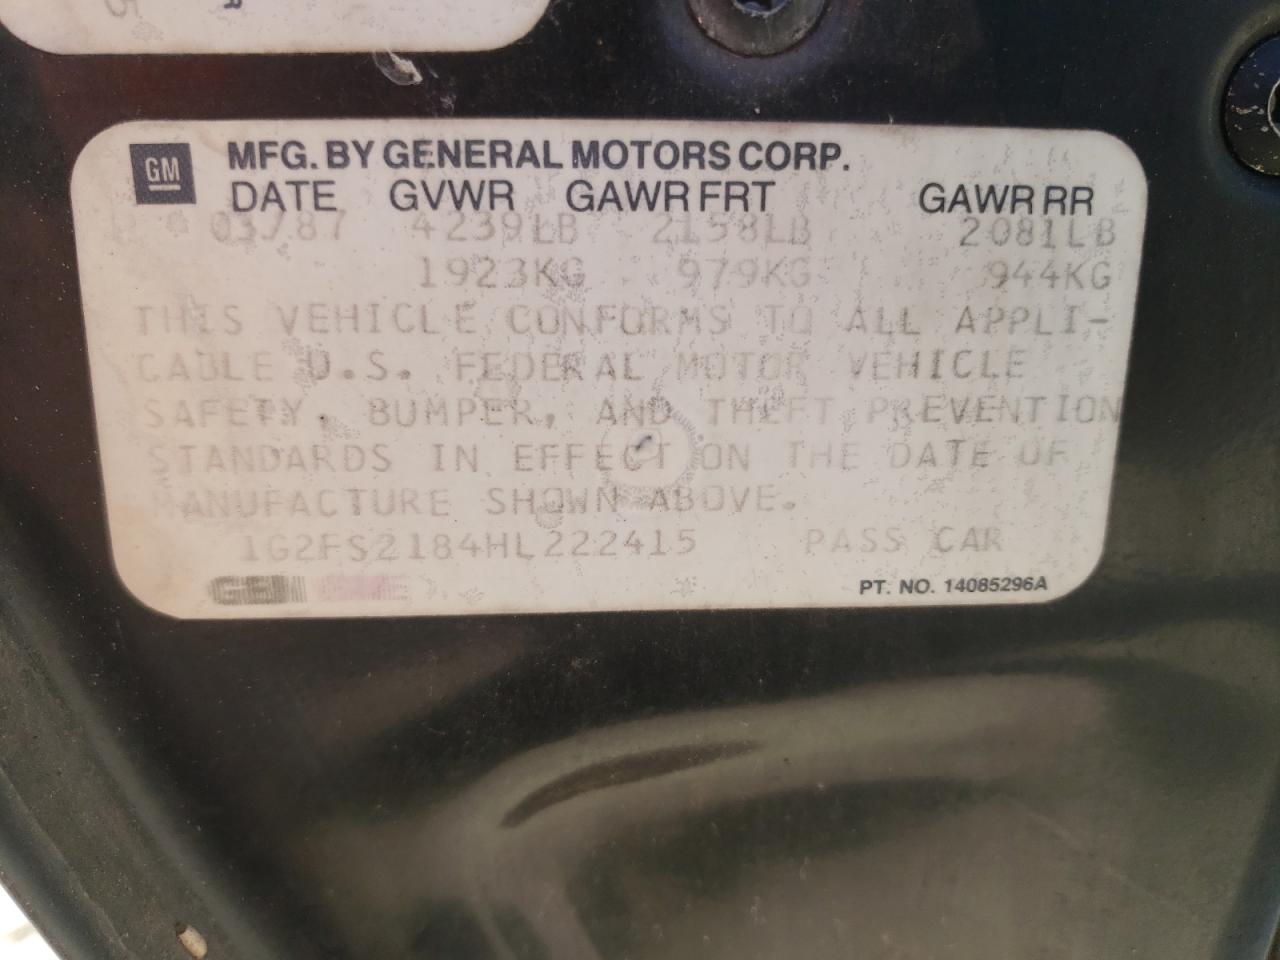 GM
MFG. BY GENERAL MOTORS CORP.
DATE GVWR GAWR FRT GAWR RR
03/87 4239LB 2158LB 2081LB
1923KG 979KG 944KG
THIS VEHICLE CONFORMS TO ALL APPLI-
CABLE U.S. FEDERAL MOTOR VEHICLE
SAFETY, BUMPER, AND THEFT PREVENTION
STANDARDS IN EFFECT ON THE DATE OF
MANUFACTURE SHOWN ABOVE.
1G2FS2184HL222415 PASS CAR
PT. NO. 14085296A